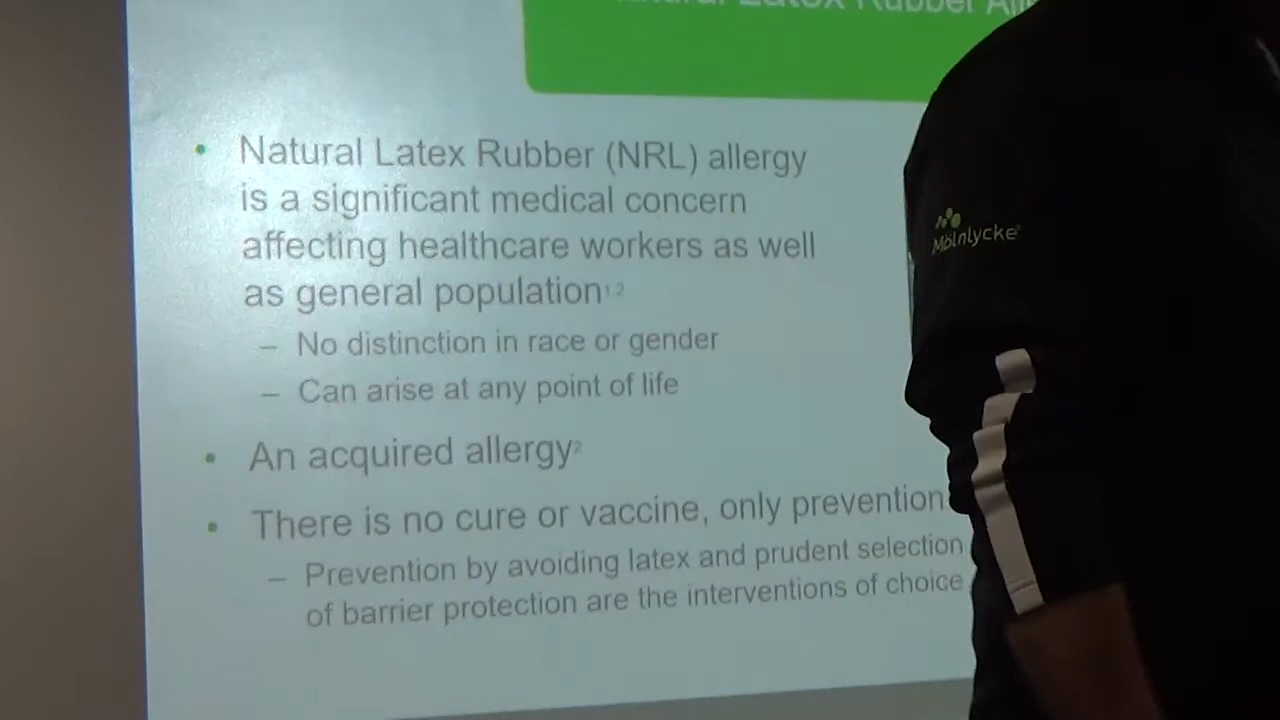 Latex Rubber
• Natural Latex Rubber (NRL) allergy
is a significant medical concern
affecting healthcare workers as well
as general population¹ ²
– No distinction in race or gender
– Can arise at any point of life
• An acquired allergy²
• There is no cure or vaccine, only prevention
– Prevention by avoiding latex and prudent selection
of barrier protection are the interventions of choice
Mölnlycke®